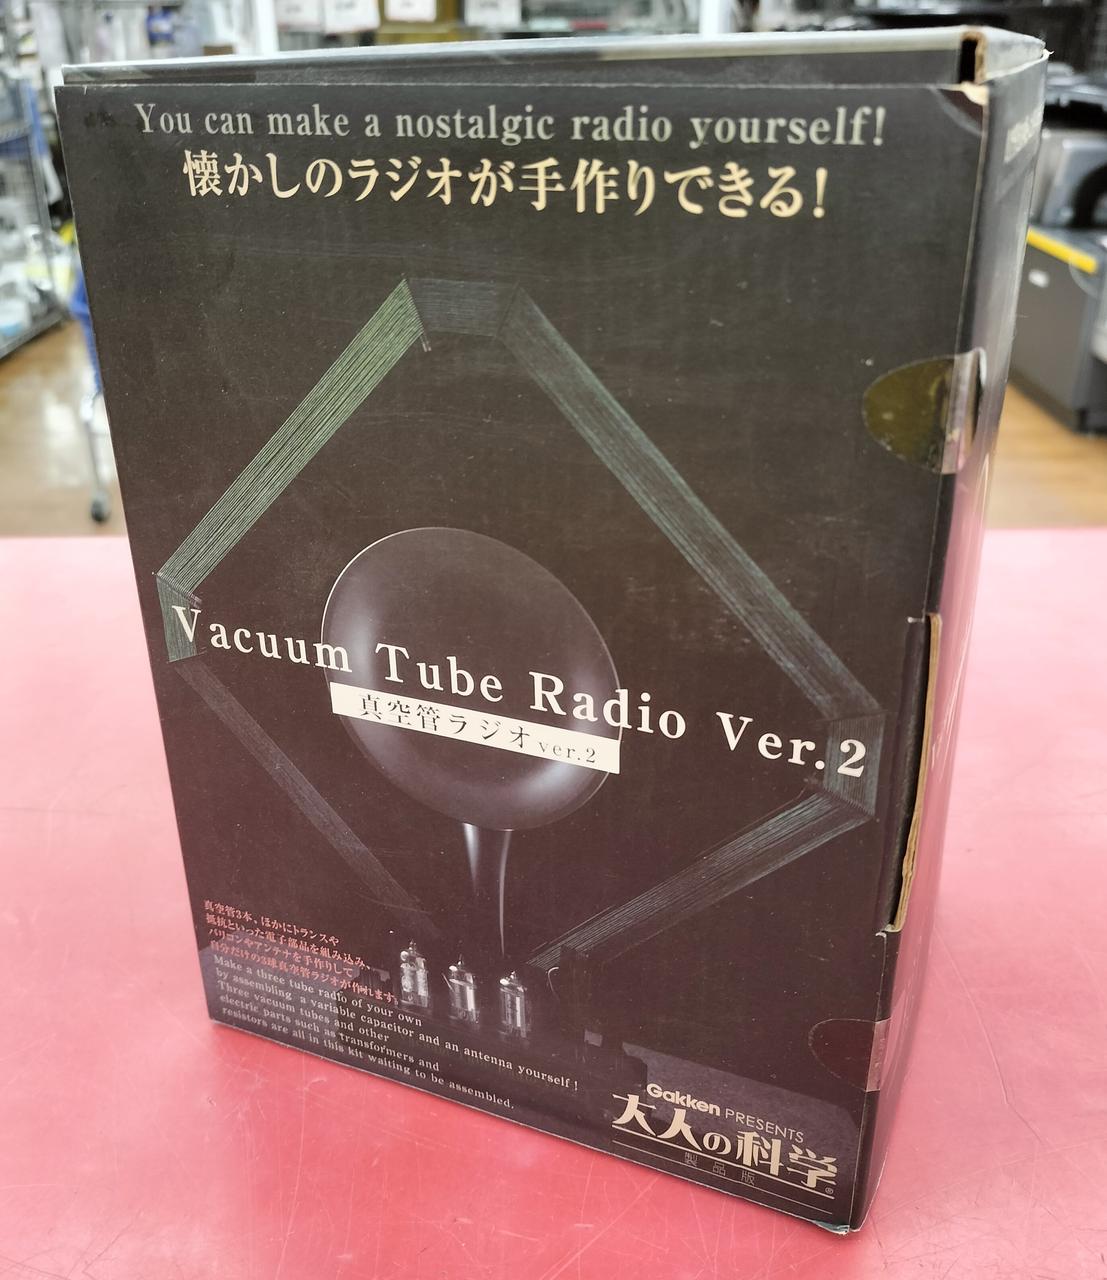 You can make a nostalgic radio yourself!
懐かしのラジオが手作りできる!
Vacuum Tube Radio Ver.2
真空管ラジオ ver.2
真空管3本、ほかにトランスや
抵抗といった電子部品を組み込み、
バリコンやアンテナを手作りして
自分だけの3球真空管ラジオが作れます。
Make a three tube radio of your own
by assembling a variable capacitor and an antenna yourself!
Three vacuum tubes and other
electric parts such as transformers and
resistors are all in this kit waiting to be assembled.
Gakken PRESENTS
大人の科学®
製品版